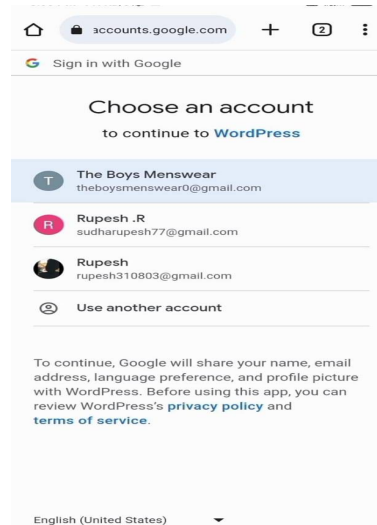 accounts.google.com
2
G Sign in with Google
Choose an account
to continue to WordPress
T
The Boys Menswear
theboysmenswear0@gmail.com
R
Rupesh .R
sudharupesh77@gmail.com
Rupesh
rupesh310803@gmail.com
Use another account
To continue, Google will share your name, email
address, language preference, and profile picture
with WordPress. Before using this app, you can
review WordPress's privacy policy and
terms of service.
English (United States)